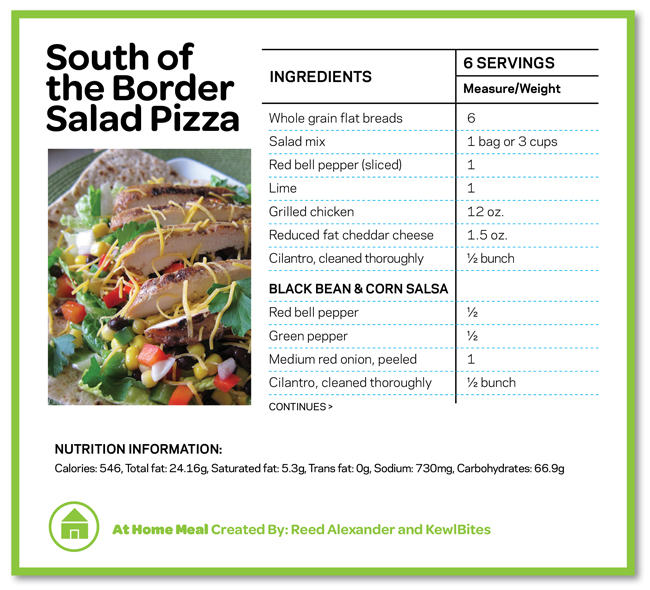 South of
the Border
Salad Pizza
INGREDIENTS
6 SERVINGS
Measure/Weight
Whole grain flat breads 6
Salad mix 1 bag or 3 cups
Red bell pepper (sliced) 1
Lime 1
Grilled chicken 12 oz.
Reduced fat cheddar cheese 1.5 oz.
Cilantro, cleaned thoroughly ½ bunch
BLACK BEAN & CORN SALSA
Red bell pepper ½
Green pepper ½
Medium red onion, peeled 1
Cilantro, cleaned thoroughly ½ bunch
CONTINUES >
NUTRITION INFORMATION:
Calories: 546, Total fat: 24.16g, Saturated fat: 5.3g, Trans fat: 0g, Sodium: 730mg, Carbohydrates: 66.9g
At Home Meal Created By: Reed Alexander and KewlBites